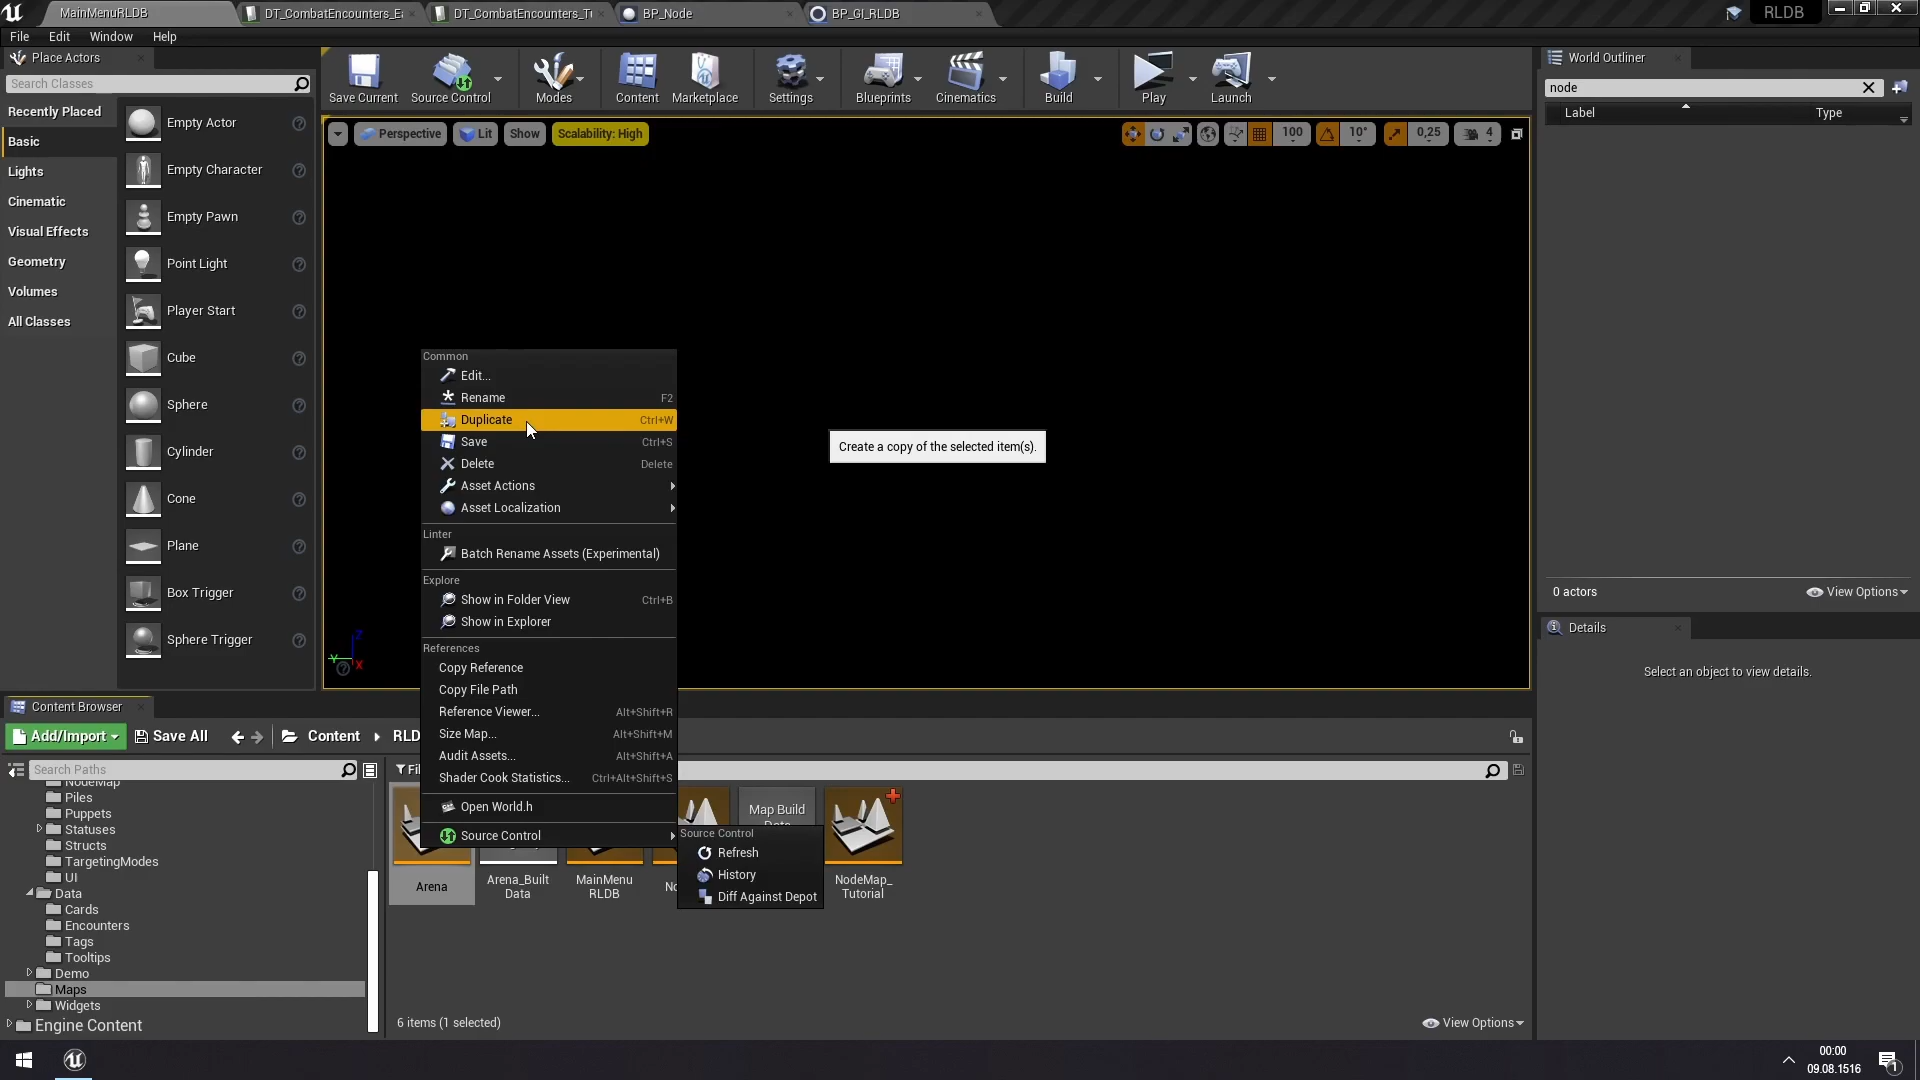 MainMenuRLDB
DT_CombatEncounters_Ea
DT_CombatEncounters_Tu
BP_Node
BP_GI_RLDB
RLDB
File Edit Window Help
Place Actors
Search Classes
Recently Placed
Basic
Lights
Cinematic
Visual Effects
Geometry
Volumes
All Classes
Empty Actor
Empty Character
Empty Pawn
Point Light
Player Start
Cube
Sphere
Cylinder
Cone
Plane
Box Trigger
Sphere Trigger
Save Current
Source Control
Modes
Content
Marketplace
Settings
Blueprints
Cinematics
Build
Play
Launch
Perspective
Lit
Show
Scalability: High
100
10°
0,25
4
World Outliner
node
Label
Type
0 actors
View Options
Details
Select an object to view details.
Common
Edit...
Rename F2
Duplicate Ctrl+W
Save Ctrl+S
Delete Delete
Asset Actions
Asset Localization
Linter
Batch Rename Assets (Experimental)
Explore
Show in Folder View Ctrl+B
Show in Explorer
References
Copy Reference
Copy File Path
Reference Viewer... Alt+Shift+R
Size Map... Alt+Shift+M
Audit Assets... Alt+Shift+A
Shader Cook Statistics... Ctrl+Alt+Shift+S
Open World.h
Source Control
Source Control
Refresh
History
Diff Against Depot
Create a copy of the selected item(s).
Z
Y
X
Content Browser
Add/Import
Save All
Content
RLD
Search Paths
Fil
NodeMap
Piles
Puppets
Statuses
Structs
TargetingModes
UI
Data
Cards
Encounters
Tags
Tooltips
Demo
Maps
Widgets
Engine Content
Map Build
Data
Arena
Arena_Built
Data
MainMenu
RLDB
No
NodeMap_
Tutorial
6 items (1 selected)
View Options
00:00
09.08.1516
1